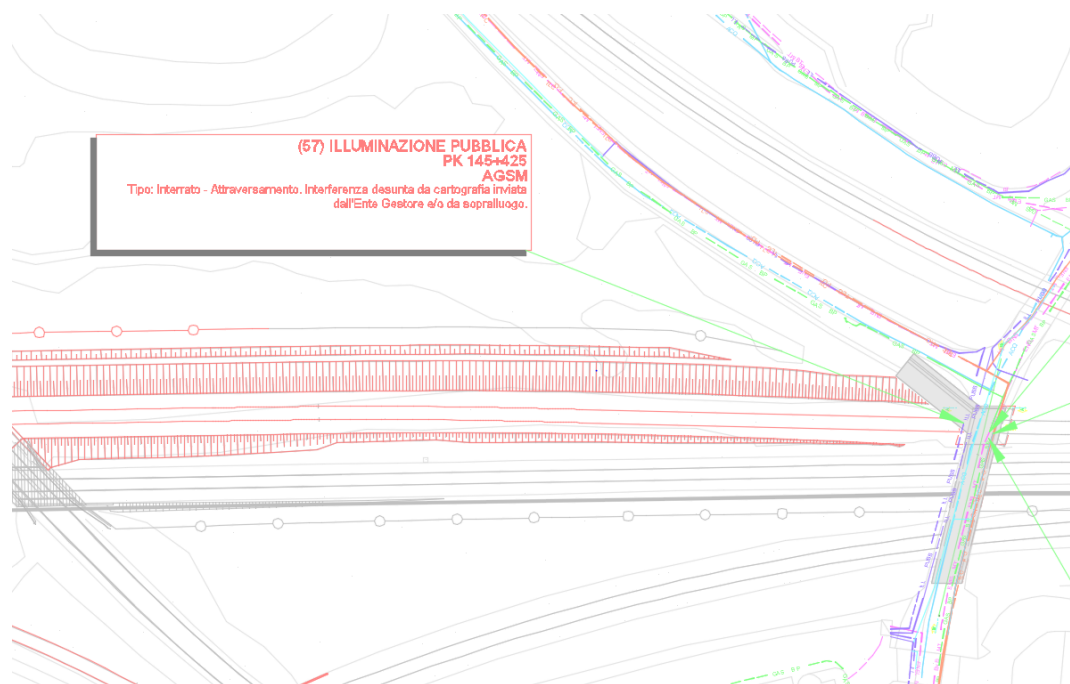 (57) ILLUMINAZIONE PUBBLICA
PK 145+425
AGSM
Tipo: Interrato - Attraversamento. Interferenza desunta da cartografia inviata
dall'Ente Gestore e/o da sopralluogo.